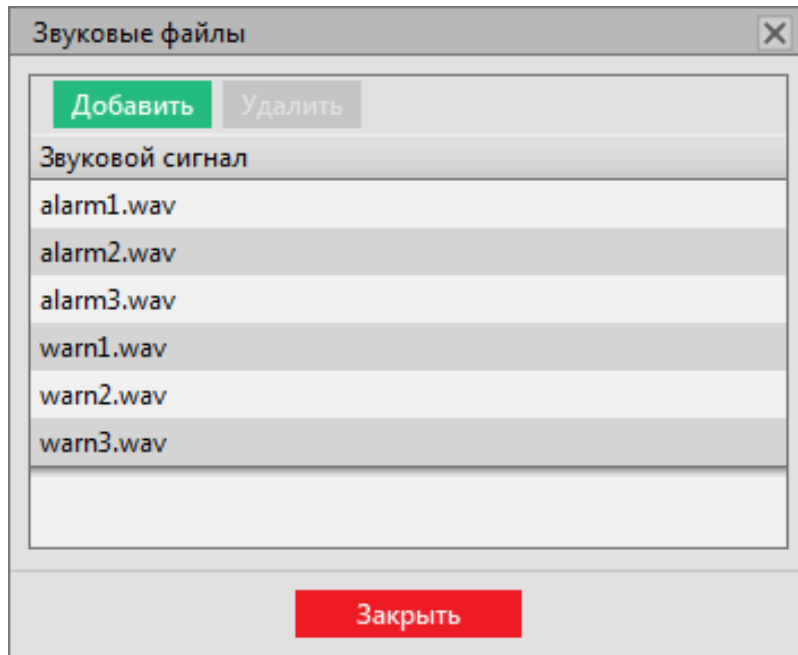 Звуковые файлы
Добавить Удалить
Звуковой сигнал
alarm1.wav
alarm2.wav
alarm3.wav
warn1.wav
warn2.wav
warn3.wav
Закрыть